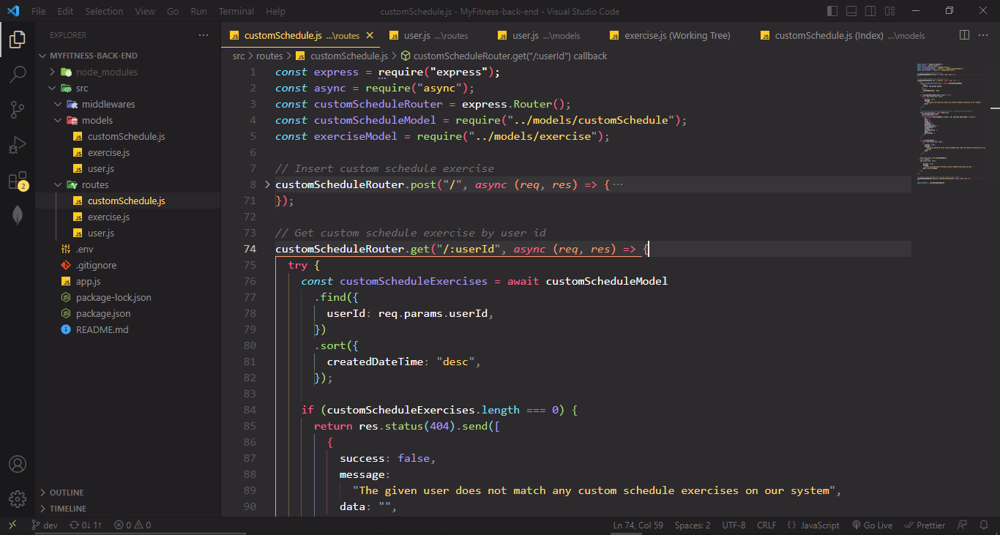 File Edit Selection View Go Run Terminal Help customSchedule.js - MyFitness-back-end - Visual Studio Code
EXPLORER ···
MYFITNESS-BACK-END
node_modules
src
middlewares
models
customSchedule.js
exercise.js
user.js
routes
customSchedule.js
exercise.js
user.js
.env
.gitignore
app.js
package-lock.json
package.json
README.md
OUTLINE
TIMELINE
2
JS customSchedule.js ...\routes JS user.js ...\routes JS user.js ...\models JS exercise.js (Working Tree) JS customSchedule.js (Index) ...\models ···
src > routes > JS customSchedule.js > customScheduleRouter.get("/:userId") callback
1 const express = require("express");
2 const async = require("async");
3 const customScheduleRouter = express.Router();
4 const customScheduleModel = require("../models/customSchedule");
5 const exerciseModel = require("../models/exercise");
6
7 // Insert custom schedule exercise
8 customScheduleRouter.post("/", async (req, res) => { ···
71 });
72
73 // Get custom schedule exercise by user id
74 customScheduleRouter.get("/:userId", async (req, res) => {
75 try {
76 const customScheduleExercises = await customScheduleModel
77 .find({
78 userId: req.params.userId,
79 })
80 .sort({
81 createdDateTime: "desc",
82 });
83
84 if (customScheduleExercises.length === 0) {
85 return res.status(404).send([
86 {
87 success: false,
88 message:
89 "The given user does not match any custom schedule exercises on our system",
90 data: "",
dev 0↓ 1↑ 0 0 Ln 74, Col 59 Spaces: 2 UTF-8 CRLF {} JavaScript Go Live Prettier